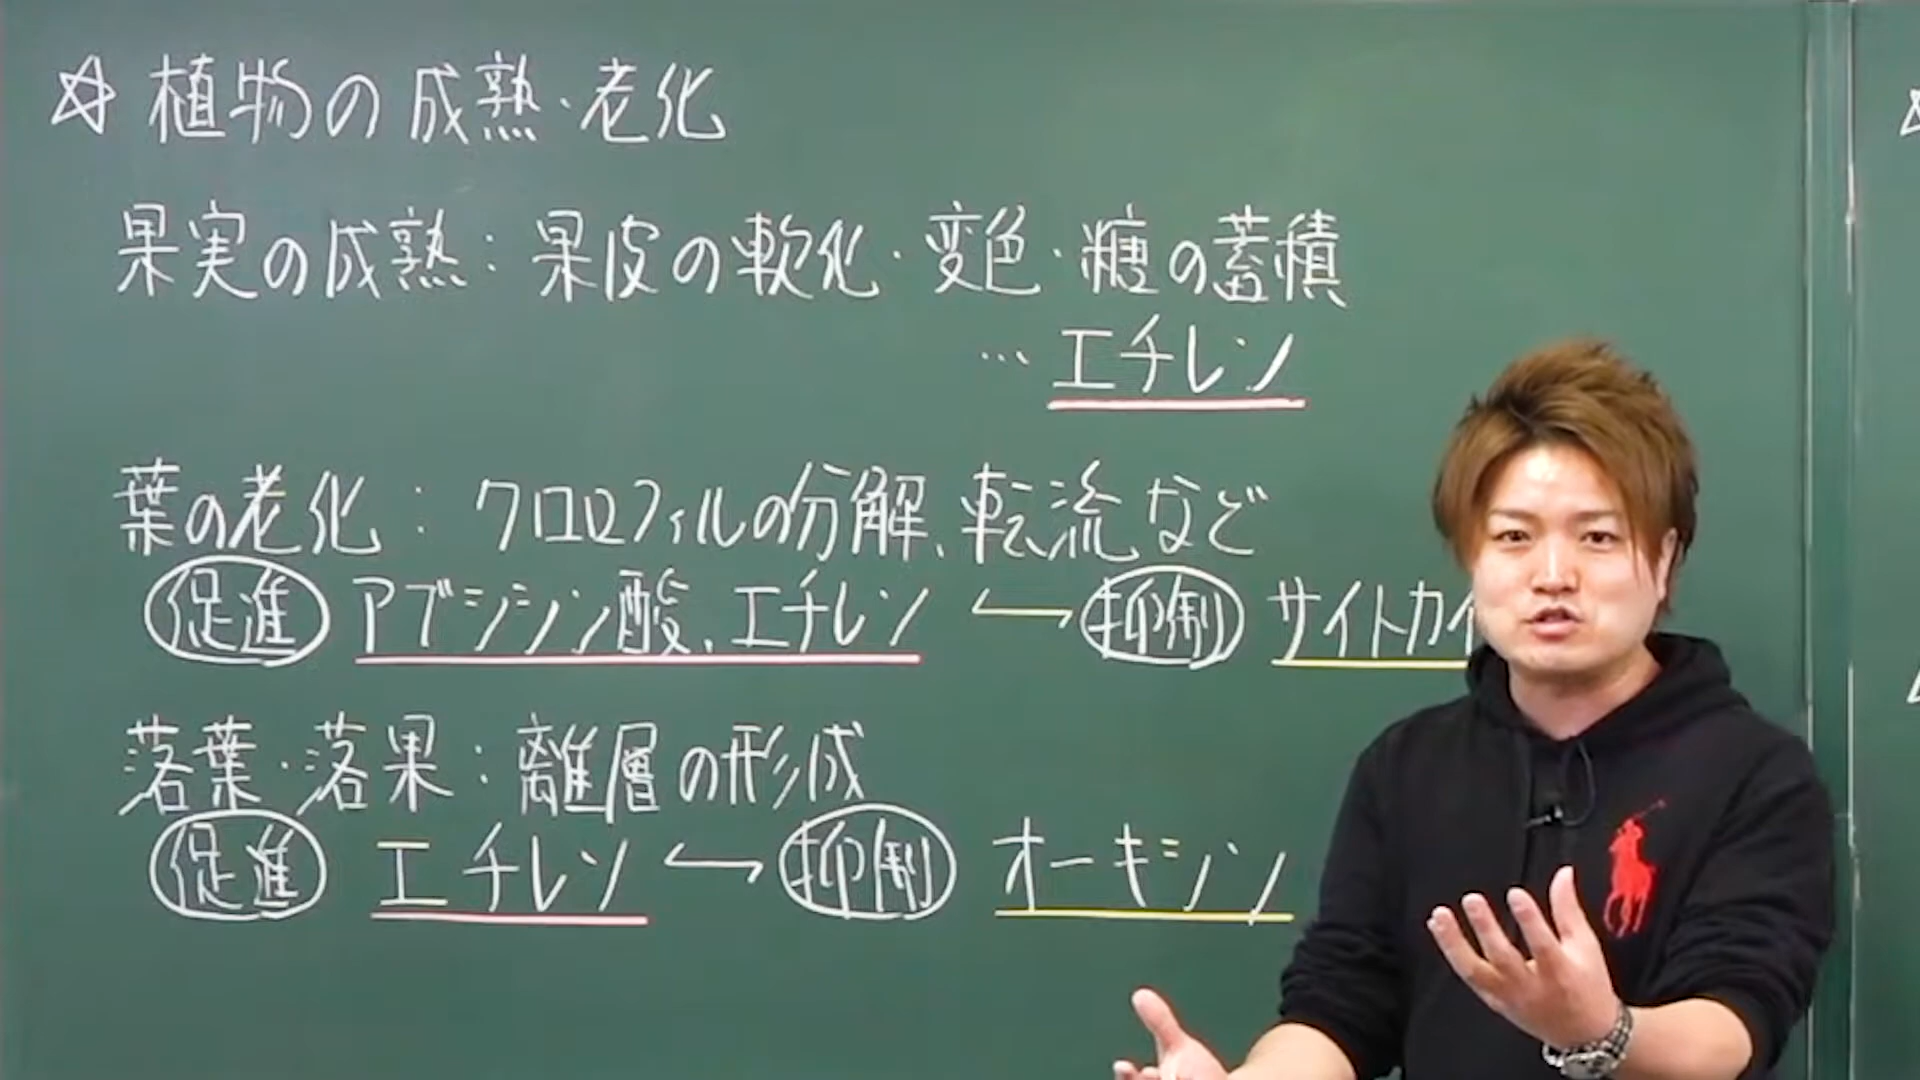 ☆ 植物の成熟・老化
果実の成熟：果皮の軟化・変色・糖の蓄積
… エチレン
葉の老化：クロロフィルの分解、転流など
促進 アブシシン酸、エチレン ⟷ 抑制 サイトカイ
落葉・落果：離層の形成
促進 エチレン ⟷ 抑制 オーキシン